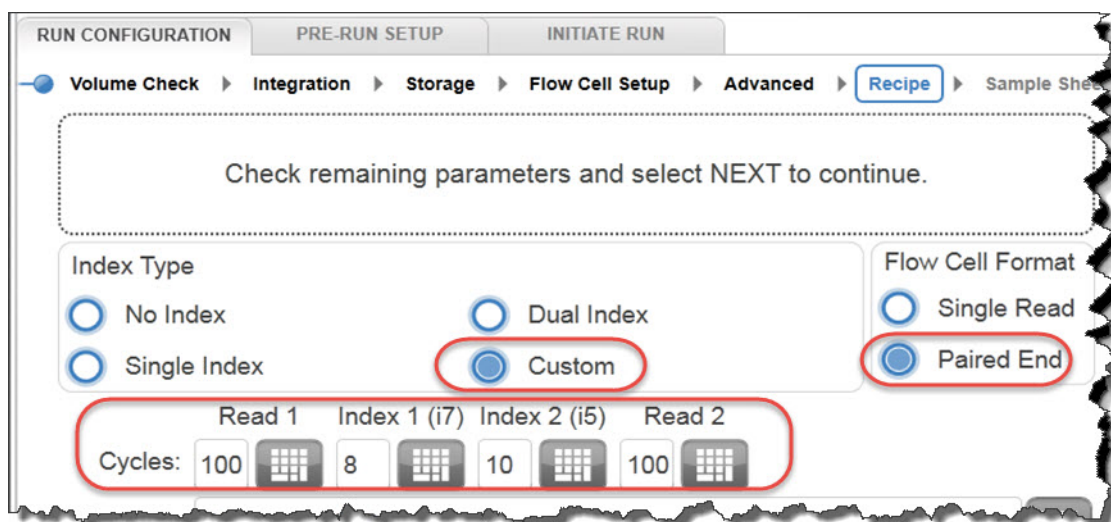 RUN CONFIGURATION PRE-RUN SETUP INITIATE RUN
Volume Check Integration Storage Flow Cell Setup Advanced Recipe Sample Shee
Check remaining parameters and select NEXT to continue.
Index Type Flow Cell Format
No Index Dual Index Single Read
Single Index Custom Paired End
Read 1 Index 1 (i7) Index 2 (i5) Read 2
Cycles: 100 8 10 100